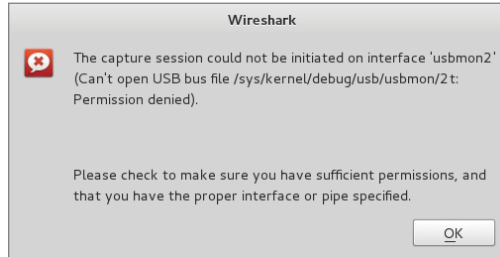 Wireshark
The capture session could not be initiated on interface 'usbmon2'
(Can't open USB bus file /sys/kernel/debug/usb/usbmon/2t:
Permission denied).
Please check to make sure you have sufficient permissions, and
that you have the proper interface or pipe specified.
OK